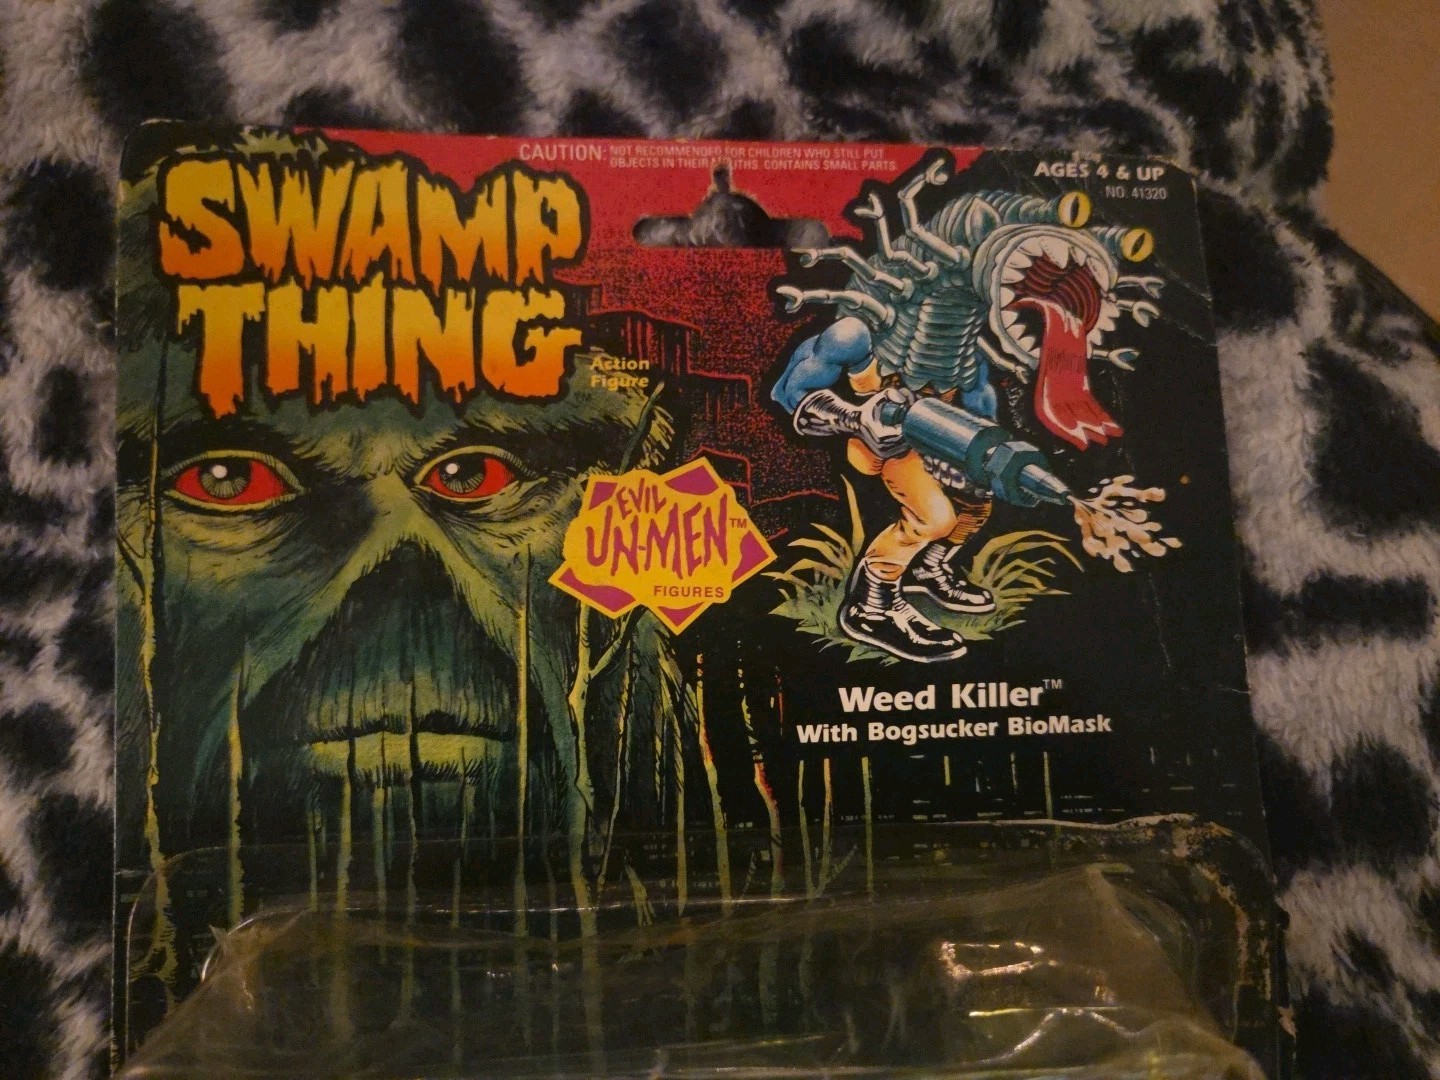 CAUTION- NOT RECOMMENDED FOR CHILDREN WHO STILL PUT
OBJECTS IN THEIR MOUTHS. CONTAINS SMALL PARTS
AGES 4 & UP
NO. 41320
SWAMP
THING
Action
Figure
TM
EVIL
UN-MEN™
FIGURES
Weed Killer™
With Bogsucker BioMask